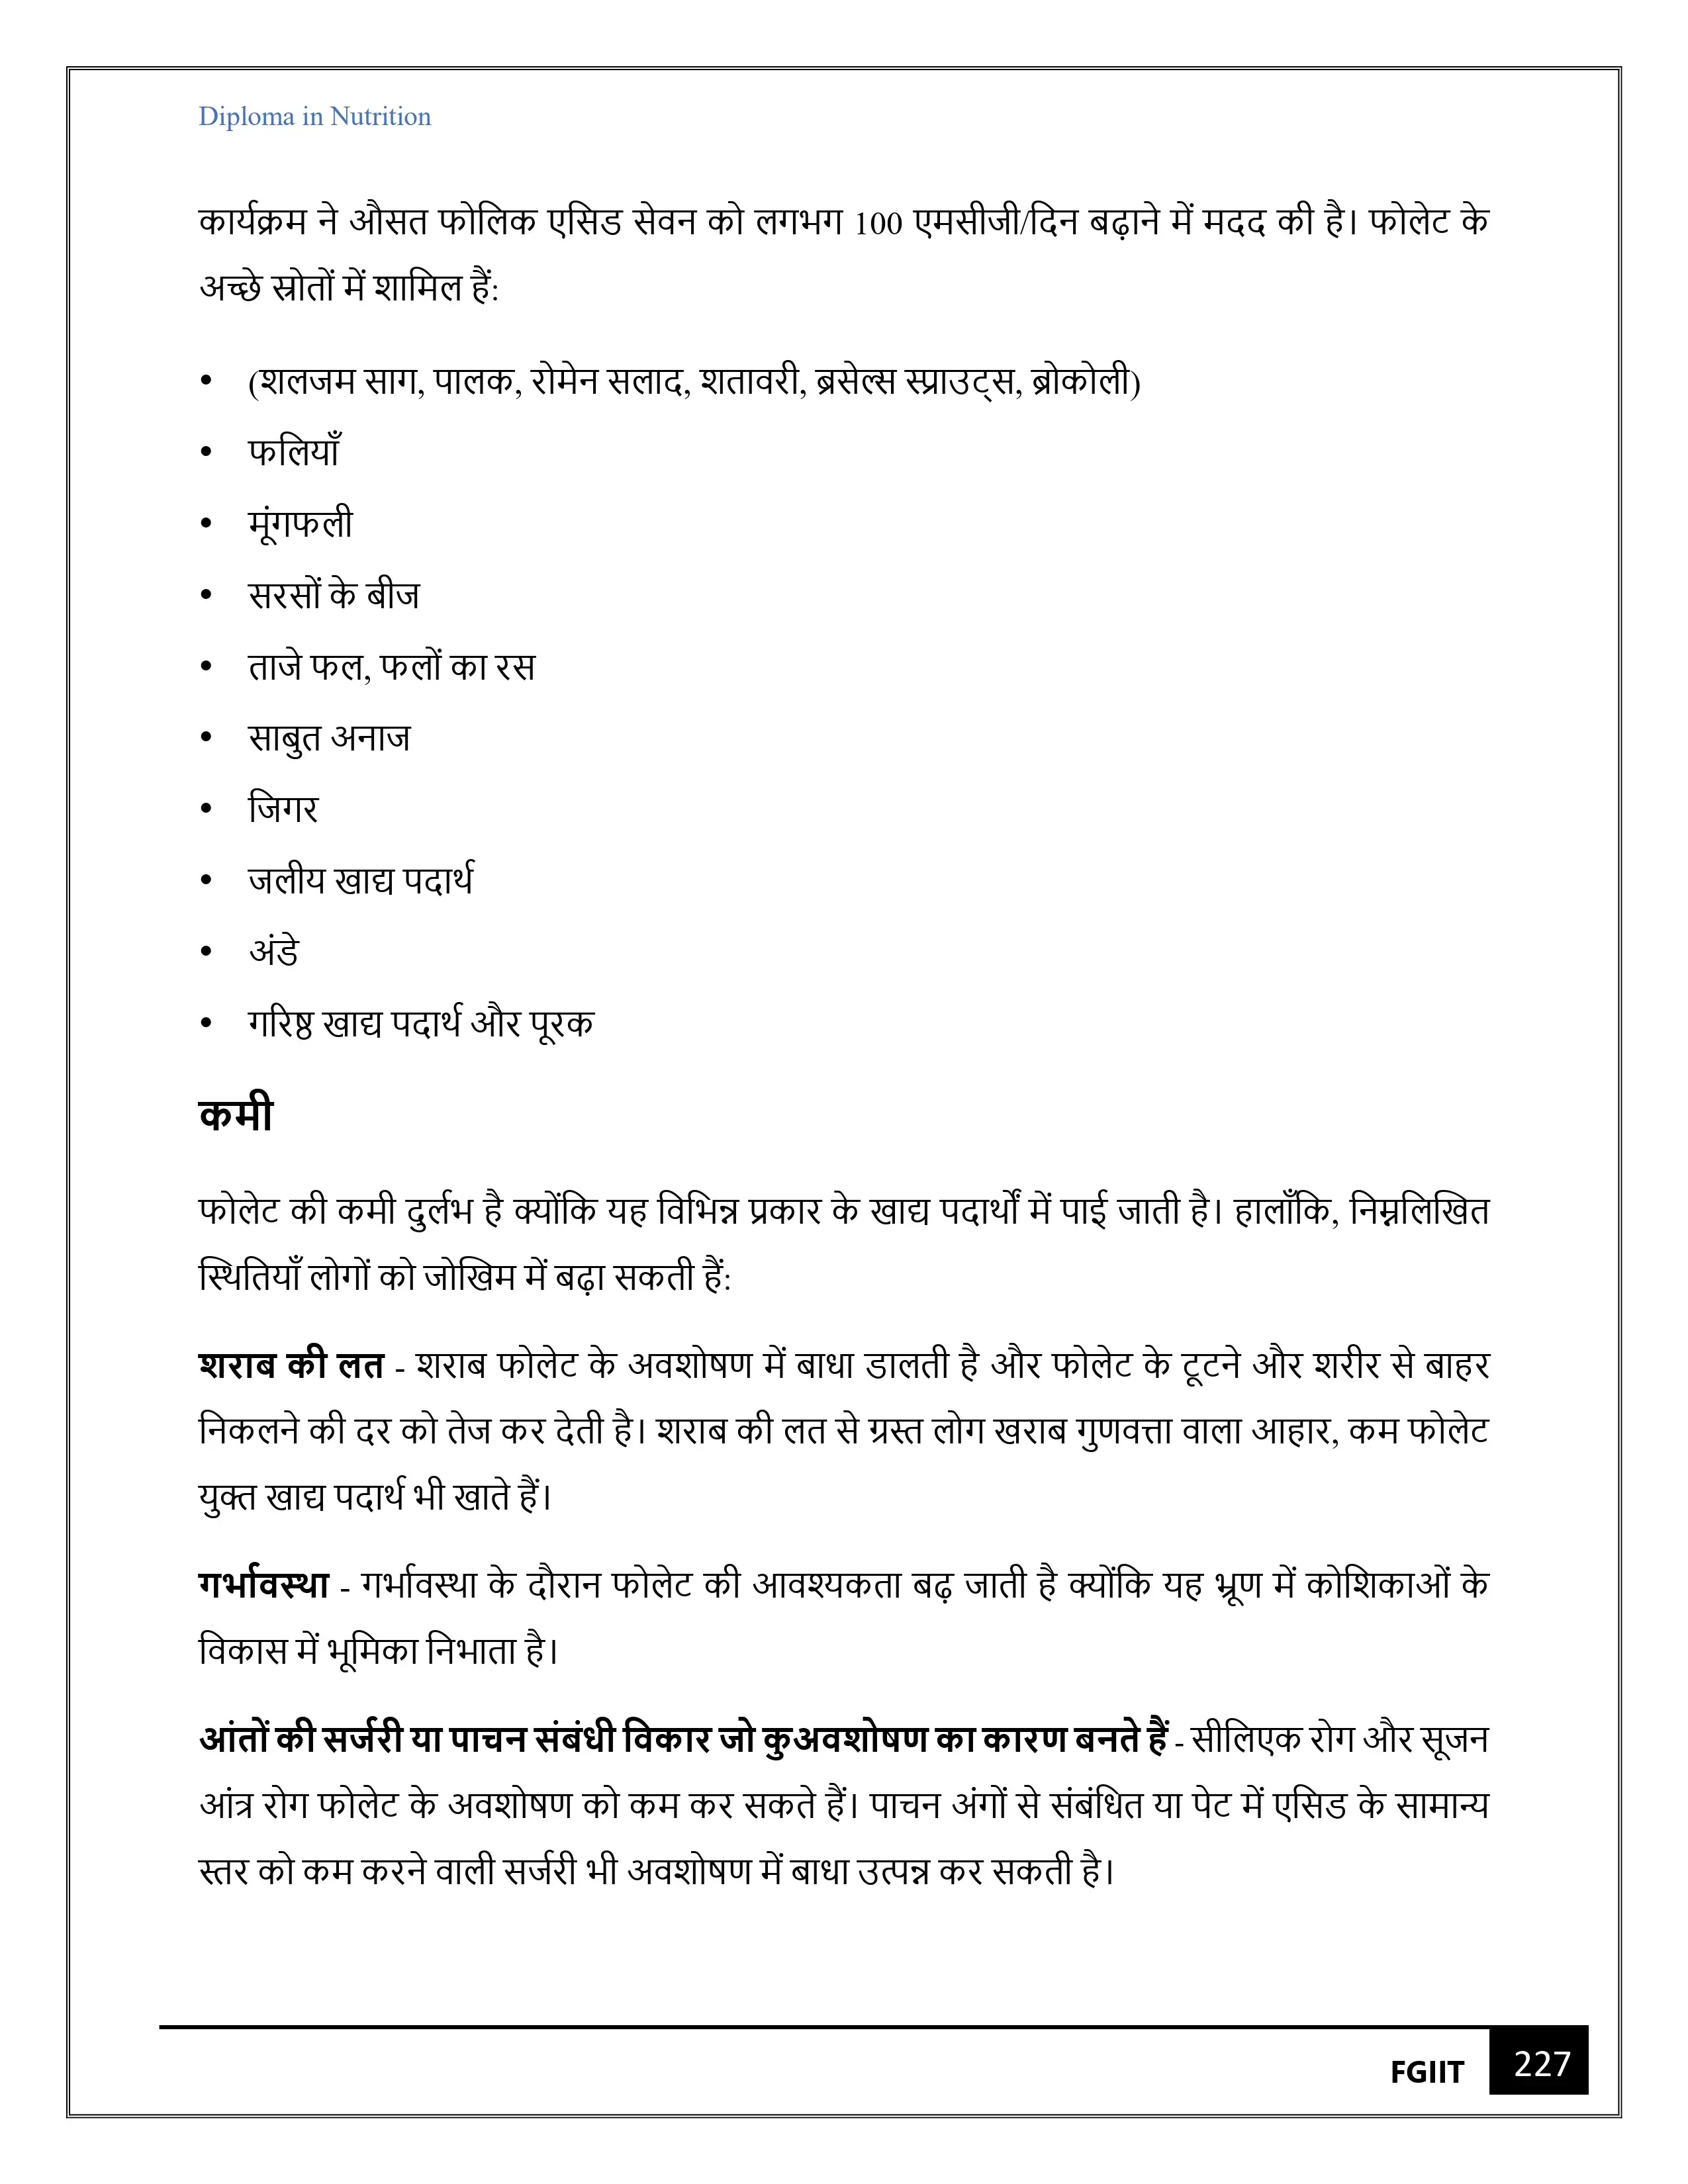 Diploma in Nutrition
कार्यक्रम ने औसत फोलिक एसिड सेवन को लगभग 100 एमसीजी/दिन बढ़ाने में मदद की है। फोलेट के
अच्छे स्रोतों में शामिल हैं:
• (शलजम साग, पालक, रोमेन सलाद, शतावरी, ब्रसेल्स स्प्राउट्स, ब्रोकोली)
• फलियाँ
• मूंगफली
• सरसों के बीज
• ताजे फल, फलों का रस
• साबुत अनाज
• जिगर
• जलीय खाद्य पदार्थ
• अंडे
• गरिष्ठ खाद्य पदार्थ और पूरक
कमी
फोलेट की कमी दुर्लभ है क्योंकि यह विभिन्न प्रकार के खाद्य पदार्थों में पाई जाती है। हालाँकि, निम्नलिखित
स्थितियाँ लोगों को जोखिम में बढ़ा सकती हैं:
शराब की लत - शराब फोलेट के अवशोषण में बाधा डालती है और फोलेट के टूटने और शरीर से बाहर
निकलने की दर को तेज कर देती है। शराब की लत से ग्रस्त लोग खराब गुणवत्ता वाला आहार, कम फोलेट
युक्त खाद्य पदार्थ भी खाते हैं।
गर्भावस्था - गर्भावस्था के दौरान फोलेट की आवश्यकता बढ़ जाती है क्योंकि यह भ्रूण में कोशिकाओं के
विकास में भूमिका निभाता है।
आंतों की सर्जरी या पाचन संबंधी विकार जो कुअवशोषण का कारण बनते हैं - सीलिएक रोग और सूजन
आंत्र रोग फोलेट के अवशोषण को कम कर सकते हैं। पाचन अंगों से संबंधित या पेट में एसिड के सामान्य
स्तर को कम करने वाली सर्जरी भी अवशोषण में बाधा उत्पन्न कर सकती है।
FGIIT 227